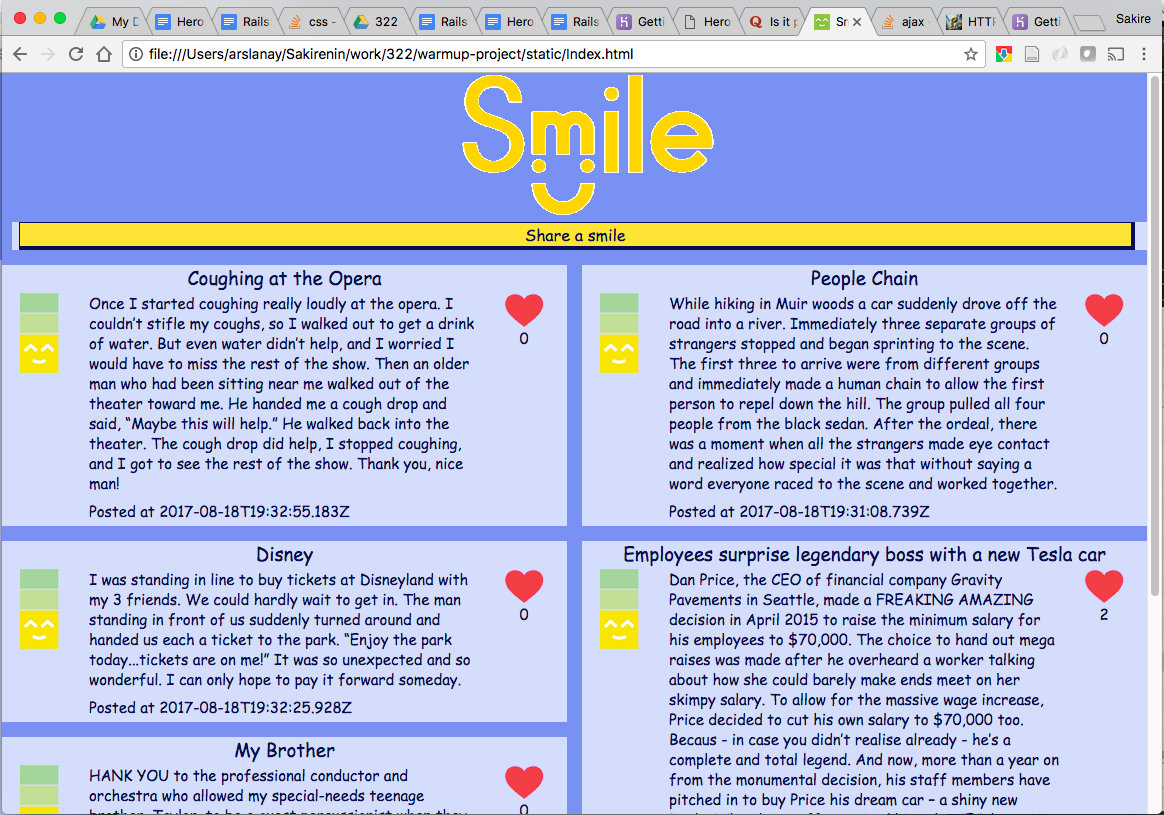 My D
Hero
Rails
css -
322
Rails
Hero
Rails
Getti
Hero
Is it p
Sm
ajax
HTTP
Getti
Sakire
file:///Users/arslanay/Sakirenin/work/322/warmup-project/static/index.html
Smile
Share a smile
Coughing at the Opera
Once I started coughing really loudly at the opera. I
couldn't stifle my coughs, so I walked out to get a drink
of water. But even water didn't help, and I worried I
would have to miss the rest of the show. Then an older
man who had been sitting near me walked out of the
theater toward me. He handed me a cough drop and
said, “Maybe this will help.” He walked back into the
theater. The cough drop did help, I stopped coughing,
and I got to see the rest of the show. Thank you, nice
man!
0
Posted at 2017-08-18T19:32:55.183Z
People Chain
While hiking in Muir woods a car suddenly drove off the
road into a river. Immediately three separate groups of
strangers stopped and began sprinting to the scene.
The first three to arrive were from different groups
and immediately made a human chain to allow the first
person to repel down the hill. The group pulled all four
people from the black sedan. After the ordeal, there
was a moment when all the strangers made eye contact
and realized how special it was that without saying a
word everyone raced to the scene and worked together.
0
Posted at 2017-08-18T19:31:08.739Z
Disney
I was standing in line to buy tickets at Disneyland with
my 3 friends. We could hardly wait to get in. The man
standing in front of us suddenly turned around and
handed us each a ticket to the park. “Enjoy the park
today...tickets are on me!” It was so unexpected and so
wonderful. I can only hope to pay it forward someday.
0
Posted at 2017-08-18T19:32:25.928Z
Employees surprise legendary boss with a new Tesla car
Dan Price, the CEO of financial company Gravity
Pavements in Seattle, made a FREAKING AMAZING
decision in April 2015 to raise the minimum salary for
his employees to $70,000. The choice to hand out mega
raises was made after he overheard a worker talking
about how she could barely make ends meet on her
skimpy salary. To allow for the massive wage increase,
Price decided to cut his own salary to $70,000 too.
Becaus - in case you didn't realise already - he's a
complete and total legend. And now, more than a year on
from the monumental decision, his staff members have
pitched in to buy Price his dream car – a shiny new
2
My Brother
HANK YOU to the professional conductor and
orchestra who allowed my special-needs teenage
0